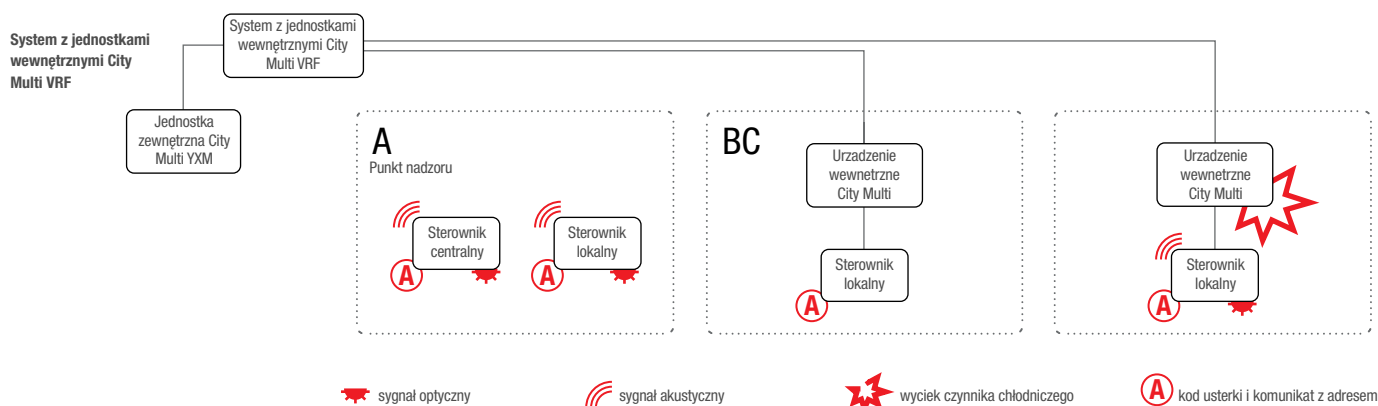 System z jednostkami
wewnętrznymi City
Multi VRF
System z jednostkami
wewnętrznymi City
Multi VRF
Jednostka
zewnętrzna City
Multi YXM
A
Punkt nadzoru
Sterownik
centralny
A
Sterownik
lokalny
A
BC
Urzadzenie
wewnetrzne
City Multi
Sterownik
lokalny
A
Urzadzenie
wewnetrzne
City Multi
Sterownik
lokalny
A
sygnał optyczny
sygnał akustyczny
wyciek czynnika chłodniczego
A kod usterki i komunikat z adresem